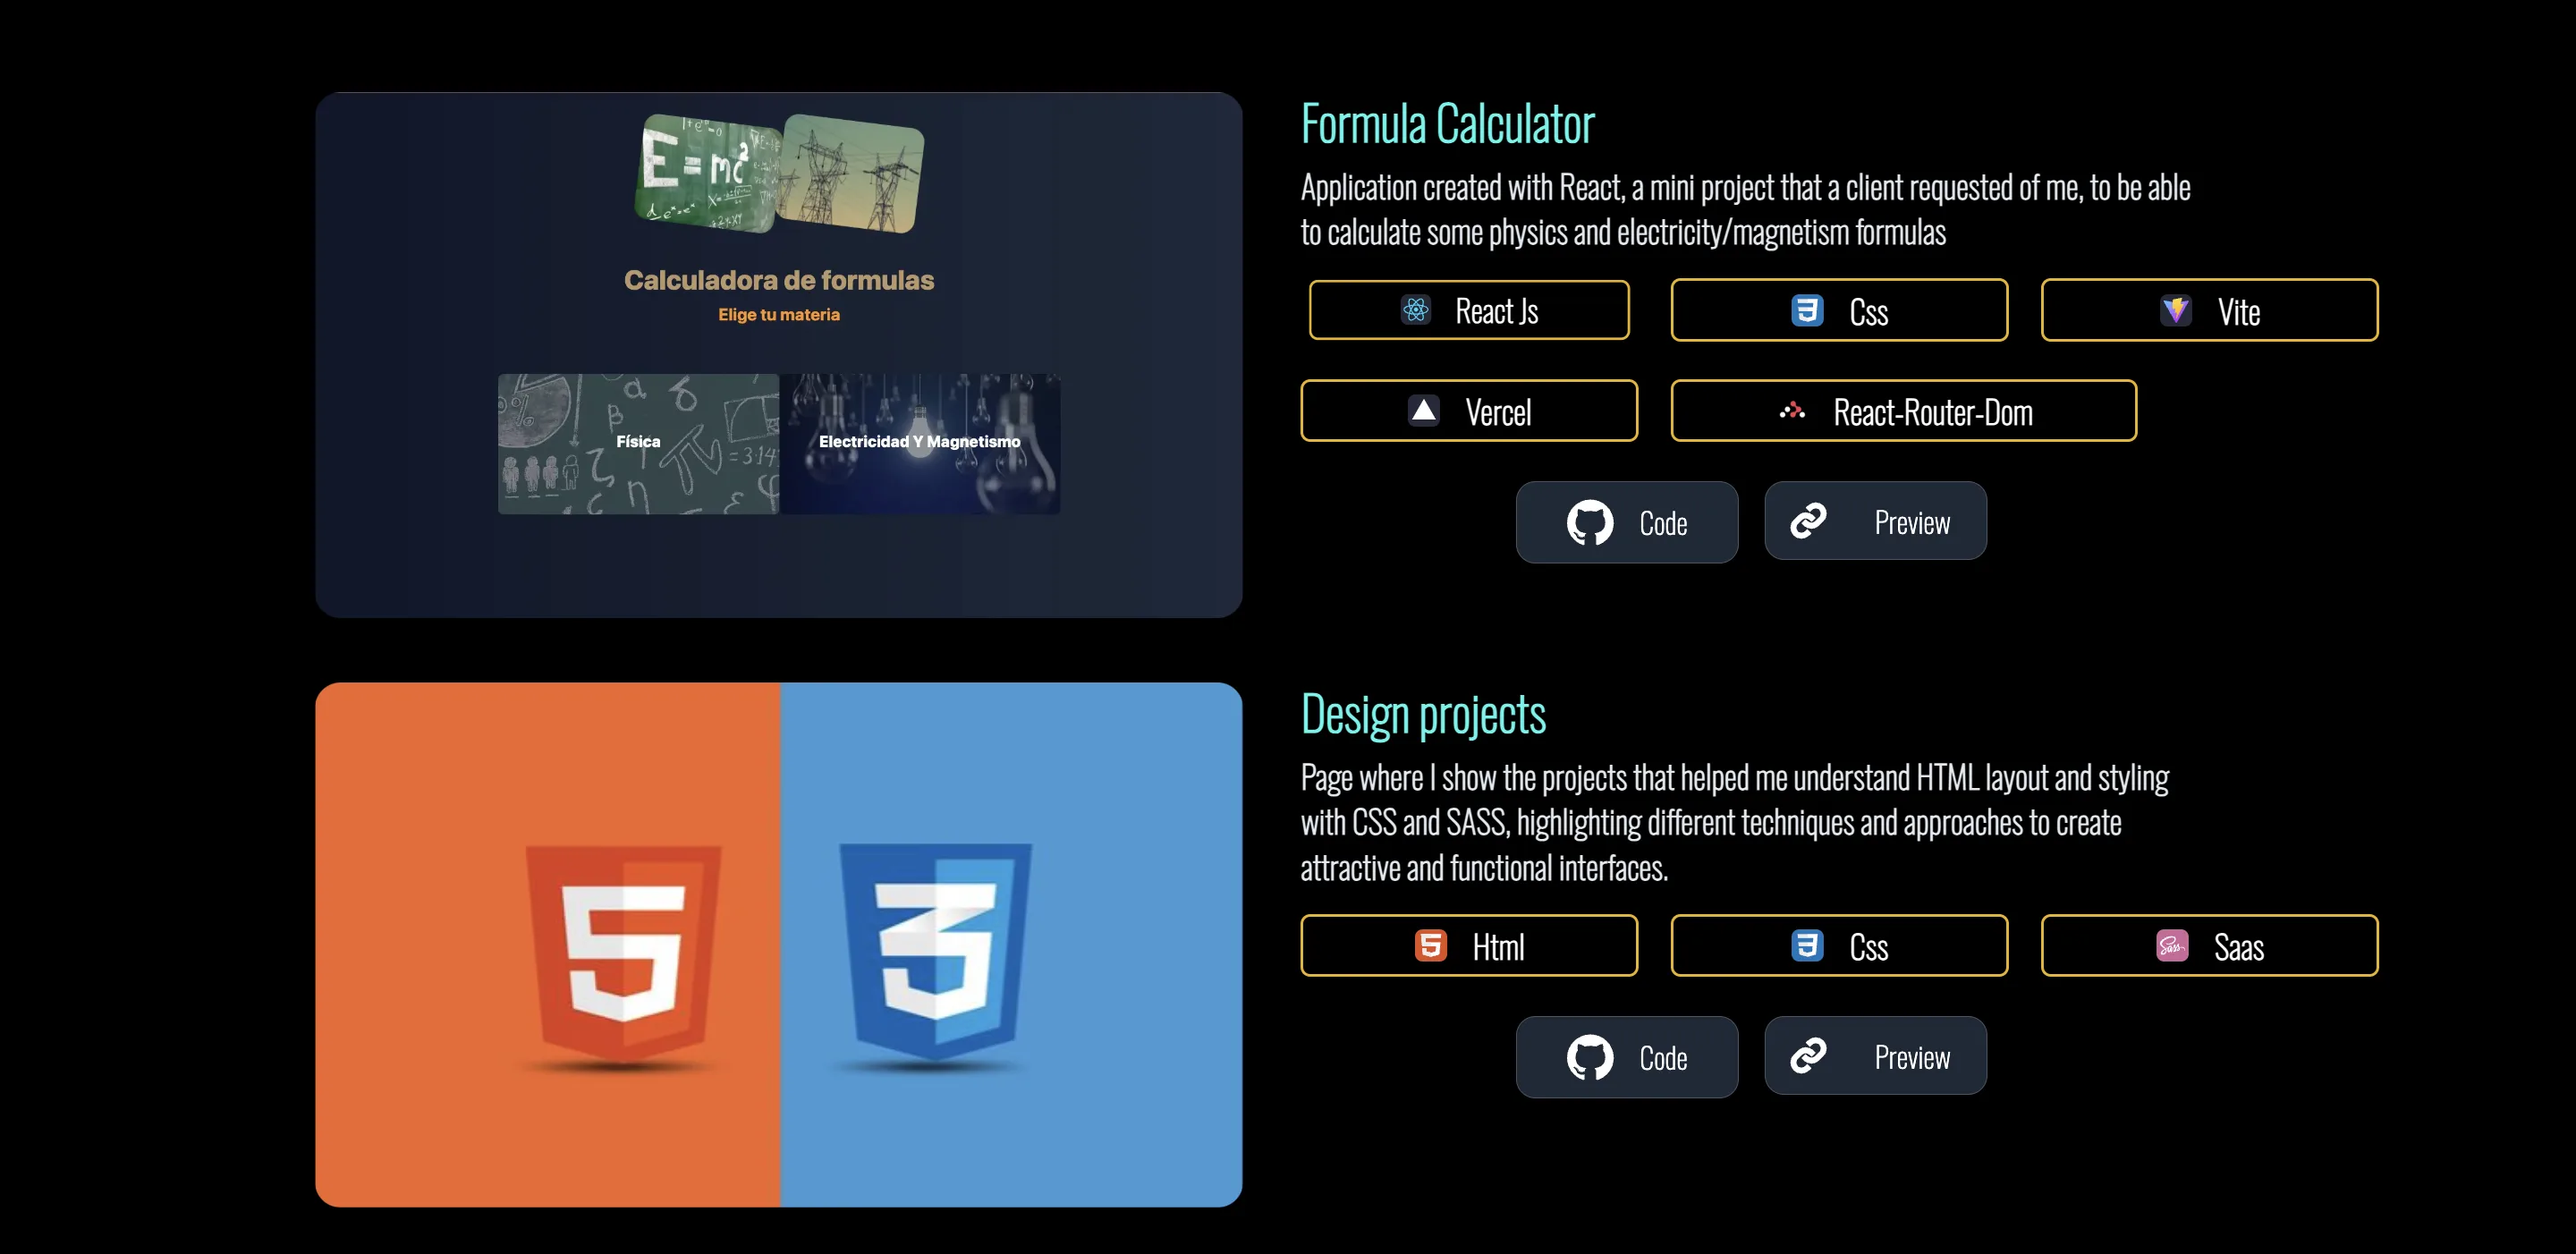 E=mc²
Calculadora de formulas
Elige tu materia
Física
Electricidad Y Magnetismo
Formula Calculator
Application created with React, a mini project that a client requested of me, to be able
to calculate some physics and electricity/magnetism formulas
React Js
Css
Vite
Vercel
React-Router-Dom
Code
Preview
5
3
Design projects
Page where I show the projects that helped me understand HTML layout and styling
with CSS and SASS, highlighting different techniques and approaches to create
attractive and functional interfaces.
Html
Css
Sass
Saas
Code
Preview